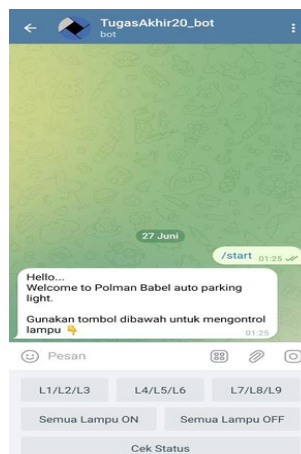 TugasAkhir20_bot
bot
27 Juni
/start 01:25
Hello...
Welcome to Polman Babel auto parking
light.
Gunakan tombol dibawah untuk mengontrol
lampu 👇
01:25
Pesan
L1/L2/L3 L4/L5/L6 L7/L8/L9
Semua Lampu ON Semua Lampu OFF
Cek Status